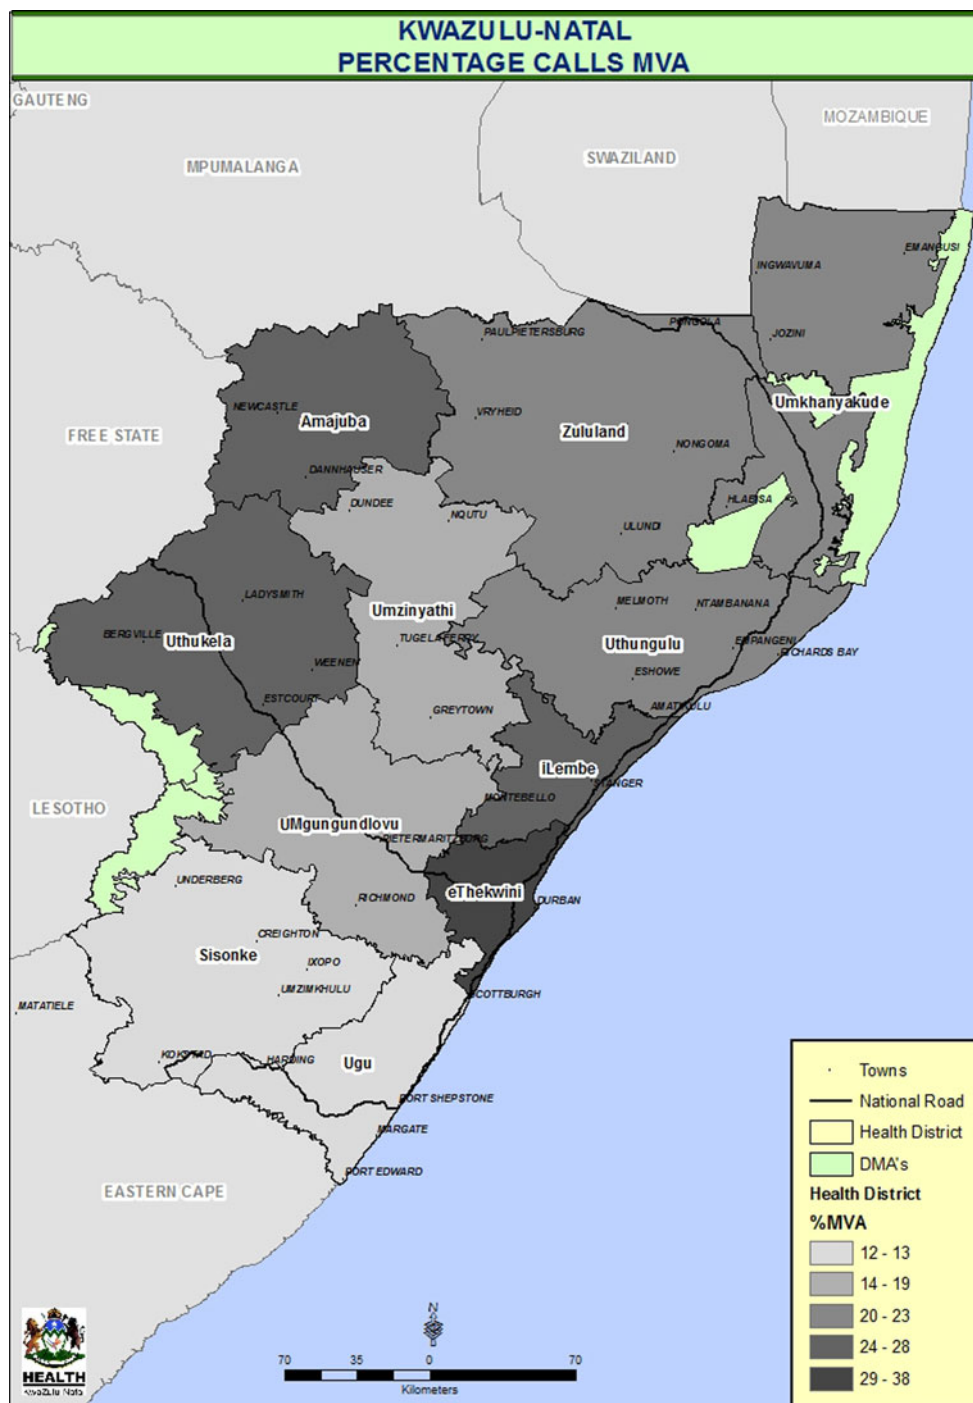 KWAZULU-NATAL
PERCENTAGE CALLS MVA
GAUTENG
MOZAMBIQUE
SWAZILAND
MPUMALANGA
EMANGUSI
INGWAVUMA
PONGOLA
PAULPIETERSBURG
JOZINI
Umkhanyakude
NEWCASTLE
VRYHEID
Amajuba
Zululand
FREE STATE
NONGOMA
DANNHAUSER
HLABISA
DUNDEE
NQUTU
ULUNDI
LADYSMITH
MELMOTH
NTAMBANANA
Umzinyathi
BERGVILLE
Uthukela
TUGELA FERRY
Uthungulu
EMPANGENI
RICHARDS BAY
WEENEN
ESHOWE
ESTCOURT
GREYTOWN
AMATIKULU
iLembe
STANGER
MONTEBELLO
LESOTHO
UMgungundlovu
PIETERMARITZBURG
UNDERBERG
eThekwini
RICHMOND
DURBAN
CREIGHTON
Sisonke
IXOPO
UMZIMKHULU
SCOTTBURGH
MATATIELE
KOKSTAD
HARDING
Ugu
PORT SHEPSTONE
MARGATE
PORT EDWARD
EASTERN CAPE
Towns
National Road
Health District
DMA's
Health District
%MVA
12 - 13
14 - 19
20 - 23
24 - 28
29 - 38
N
70 35 0 70
Kilometers
HEALTH
KwaZulu Natal